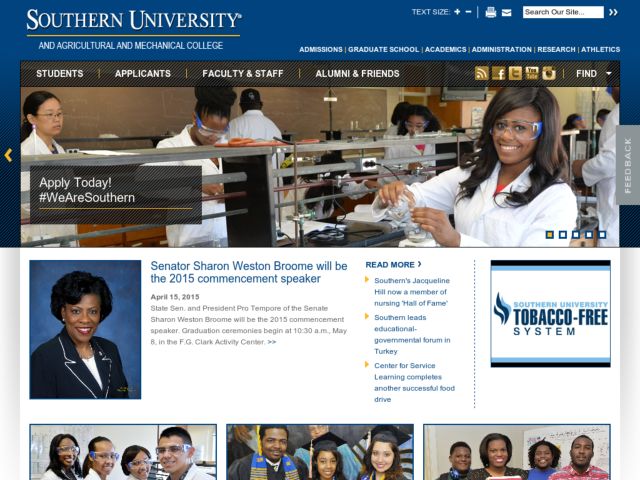 SOUTHERN UNIVERSITY®
AND AGRICULTURAL AND MECHANICAL COLLEGE
TEXT SIZE:
Search Our Site...
ADMISSIONS | GRADUATE SCHOOL | ACADEMICS | ADMINISTRATION | RESEARCH | ATHLETICS
STUDENTS | APPLICANTS | FACULTY & STAFF | ALUMNI & FRIENDS
You Tube
FIND
Apply Today!
#WeAreSouthern
FEEDBACK
Senator Sharon Weston Broome will be
the 2015 commencement speaker
April 15, 2015
State Sen. and President Pro Tempore of the Senate
Sharon Weston Broome will be the 2015 commencement
speaker. Graduation ceremonies begin at 10:30 a.m., May
8, in the F.G. Clark Activity Center. >>
READ MORE
Southern's Jacqueline
Hill now a member of
nursing 'Hall of Fame'
Southern leads
educational-
governmental forum in
Turkey
Center for Service
Learning completes
another successful food
drive
SOUTHERN UNIVERSITY
TOBACCO-FREE
SYSTEM